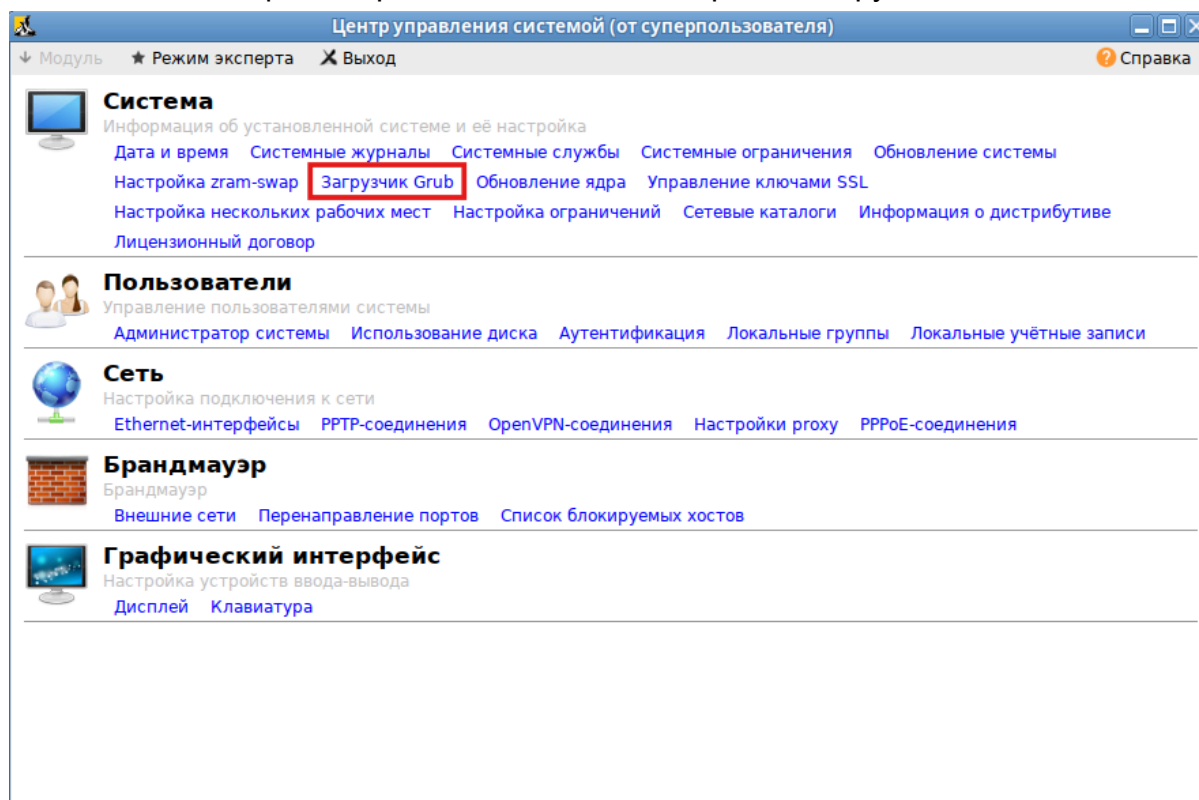 Центр управления системой (от суперпользователя)
Модуль Режим эксперта Выход Справка
Система
Информация об установленной системе и её настройка
Дата и время Системные журналы Системные службы Системные ограничения Обновление системы
Настройка zram-swap Загрузчик Grub Обновление ядра Управление ключами SSL
Настройка нескольких рабочих мест Настройка ограничений Сетевые каталоги Информация о дистрибутиве
Лицензионный договор
Пользователи
Управление пользователями системы
Администратор системы Использование диска Аутентификация Локальные группы Локальные учётные записи
Сеть
Настройка подключения к сети
Ethernet-интерфейсы PPTP-соединения OpenVPN-соединения Настройки proxy PPPoE-соединения
Брандмауэр
Брандмауэр
Внешние сети Перенаправление портов Список блокируемых хостов
Графический интерфейс
Настройка устройств ввода-вывода
Дисплей Клавиатура